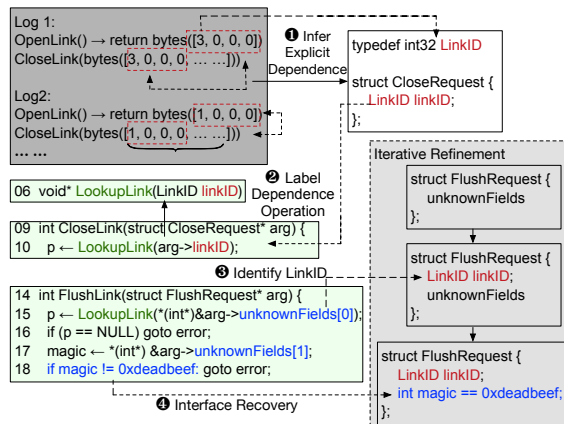 Log 1:
OpenLink() → return bytes([3, 0, 0, 0])
CloseLink(bytes([3, 0, 0, 0, ... ...]))
Log2:
OpenLink() → return bytes([1, 0, 0, 0])
CloseLink(bytes([1, 0, 0, 0, ... ...]))
... ...
❶ Infer
Explicit
Dependence
typedef int32 LinkID
struct CloseRequest {
LinkID linkID;
};
❷ Label
Dependence
Operation
06 void* LookupLink(LinkID linkID)
09 int CloseLink(struct CloseRequest* arg) {
10 p ← LookupLink(arg->linkID);
❸ Identify LinkID
14 int FlushLink(struct FlushRequest* arg) {
15 p ← LookupLink(*(int*)&arg->unknownFields[0]);
16 if (p == NULL) goto error;
17 magic ← *(int*) &arg->unknownFields[1];
18 if magic != 0xdeadbeef: goto error;
❹ Interface Recovery
Iterative Refinement
struct FlushRequest {
unknownFields
};
struct FlushRequest {
LinkID linkID;
unknownFields
};
struct FlushRequest {
LinkID linkID;
int magic == 0xdeadbeef;
};